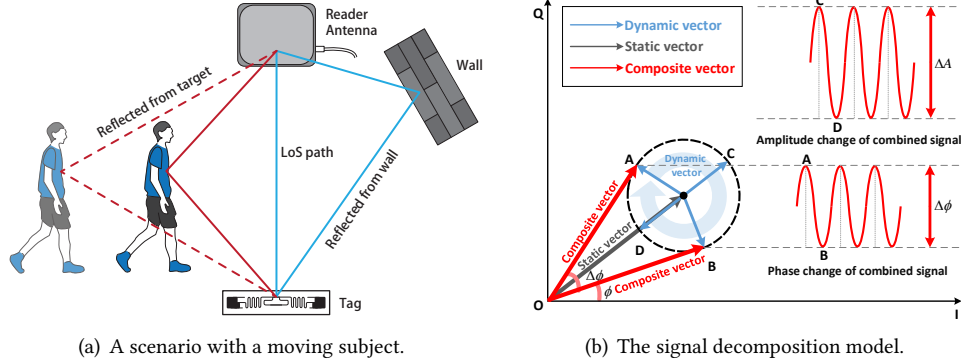 Reader
Antenna
Wall
Reflected from target
LoS path
Reflected from wall
Tag
(a) A scenario with a moving subject.
Q
Dynamic vector
Static vector
Composite vector
C
ΔA
D
Amplitude change of combined signal
A
Dynamic
vector
C
Composite vector
Static vector
D
B
Composite vector
Δϕ
ϕ
O
I
A
Δϕ
B
Phase change of combined signal
(b) The signal decomposition model.